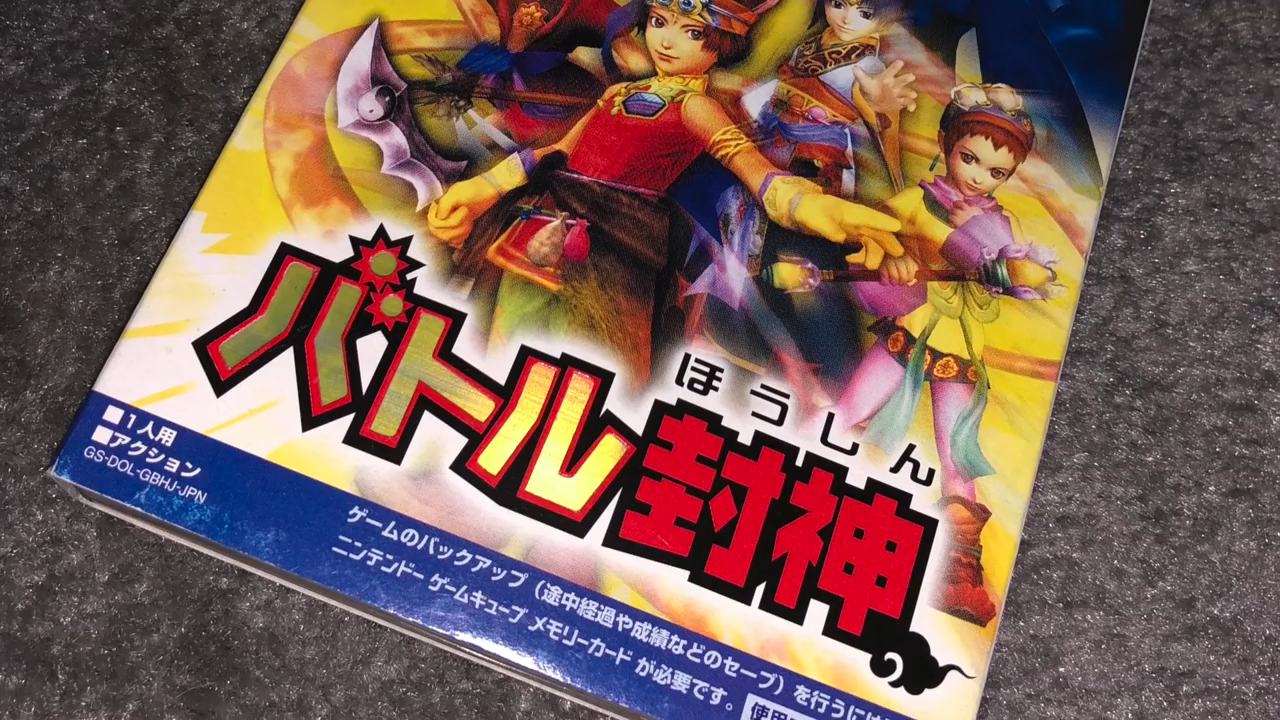 ほうしん
バトル封神
■1人用
■アクション
GS-DOL-GBHJ-JPN
ゲームのバックアップ（途中経過や成績などのセーブ）を行うには
ニンテンドーゲームキューブ メモリーカード が必要です。 使用